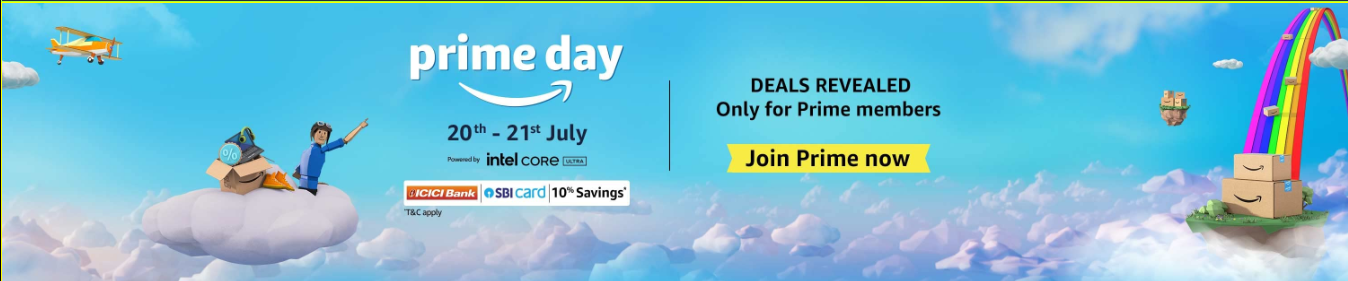 prime day
20th - 21st July
Powered by intel CORE ULTRA
ICICI Bank SBI card 10% Savings*
*T&C apply
DEALS REVEALED
Only for Prime members
Join Prime now
%